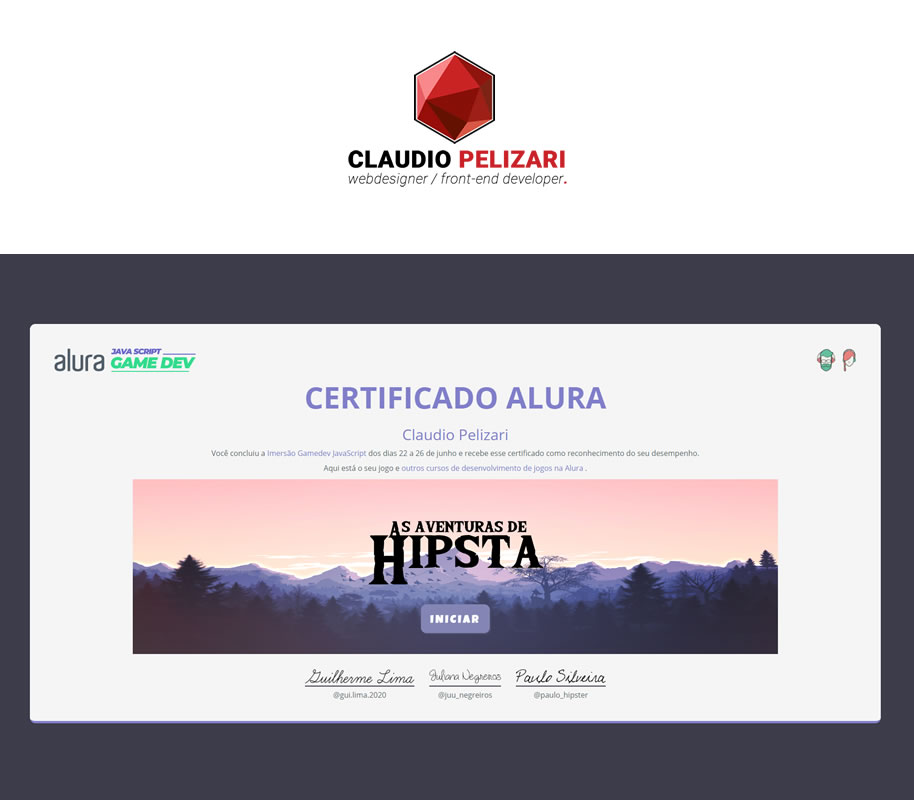 CLAUDIO PELIZARI
webdesigner / front-end developer.
alura JAVA SCRIPT
GAME DEV
CERTIFICADO ALURA
Claudio Pelizari
Você concluiu a Imersão Gamedev JavaScript dos dias 22 a 26 de junho e recebe esse certificado como reconhecimento do seu desempenho.
Aqui está o seu jogo e outros cursos de desenvolvimento de jogos na Alura .
AS AVENTURAS DE
HIPSTA
INICIAR
Guilherme Lima Juliana Negreiros Paulo Silveira
@gui.lima.2020 @juu_negreiros @paulo_hipster